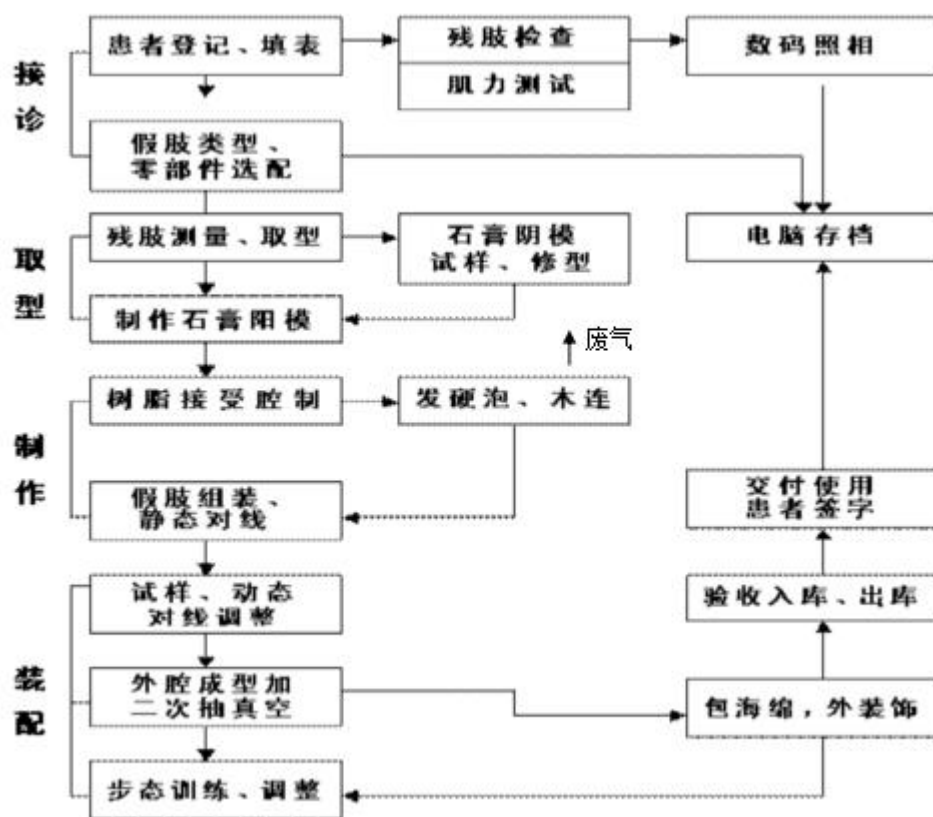 接诊
患者登记、填表
残肢检查
肌力测试
数码照相
假肢类型、
零部件选配
取型
残肢测量、取型
石膏阴模
试样、修型
电脑存档
制作石膏阳模
废气
制作
树脂接受腔制
发硬泡、木连
假肢组装、
静态对线
交付使用
患者签字
装配
试样、动态
对线调整
验收入库、出库
外腔成型加
二次抽真空
包海绵，外装饰
步态训练、调整